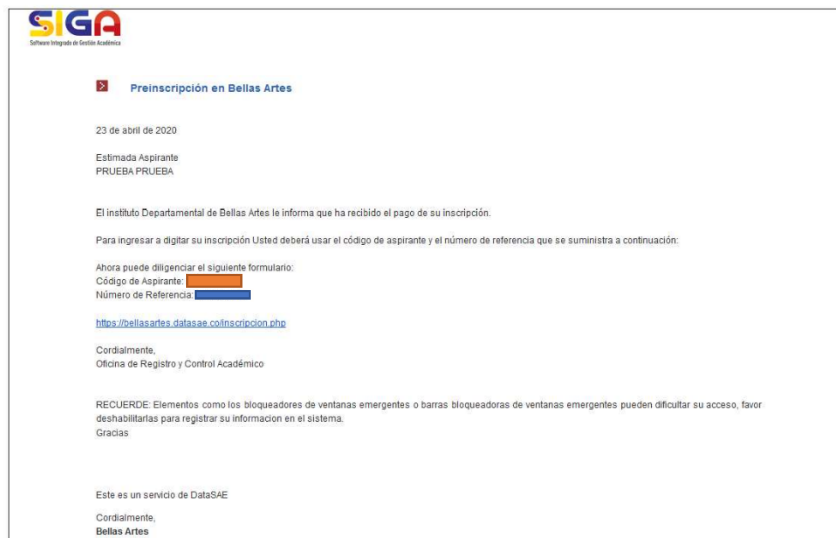 SIGA
Software Integrado de Gestión Académica
Preinscripción en Bellas Artes
23 de abril de 2020
Estimada Aspirante
PRUEBA PRUEBA
El instituto Departamental de Bellas Artes le informa que ha recibido el pago de su inscripción.
Para ingresar a digitar su inscripción Usted deberá usar el código de aspirante y el número de referencia que se suministra a continuación:
Ahora puede diligenciar el siguiente formulario:
Código de Aspirante:
Número de Referencia:
https://bellasartes.datasae.co/inscripcion.php
Cordialmente,
Oficina de Registro y Control Académico
RECUERDE: Elementos como los bloqueadores de ventanas emergentes o barras bloqueadoras de ventanas emergentes pueden dificultar su acceso, favor
deshabilitarlas para registrar su informacion en el sistema.
Gracias
Este es un servicio de DataSAE
Cordialmente,
Bellas Artes